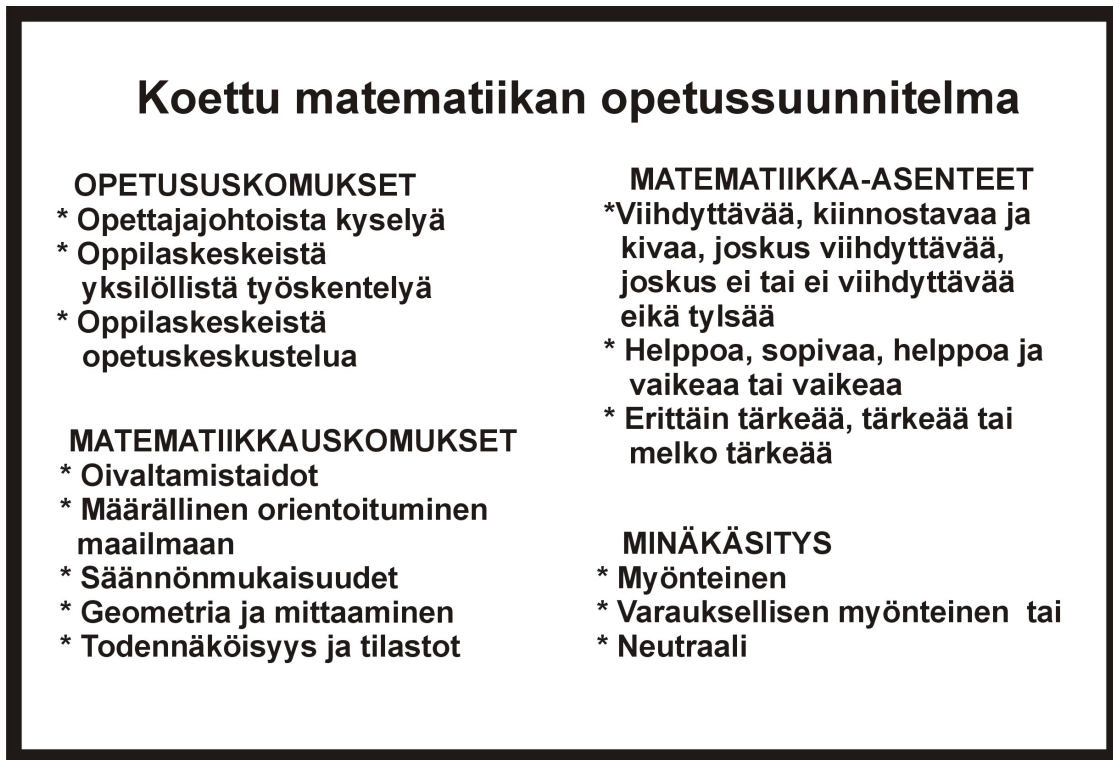 Koettu matematiikan opetussuunnitelma
OPETUSUSKOMUKSET
* Opettajajohtoista kyselyä
* Oppilaskeskeistä
yksilöllistä työskentelyä
* Oppilaskeskeistä
opetuskeskustelua
MATEMATIIKKAUSKOMUKSET
* Oivaltamistaidot
* Määrällinen orientoituminen
maailmaan
* Säännönmukaisuudet
* Geometria ja mittaaminen
* Todennäköisyys ja tilastot
MATEMATIIKKA-ASENTEET
*Viihdyttävää, kiinnostavaa ja
kivaa, joskus viihdyttävää,
joskus ei tai ei viihdyttävää
eikä tylsää
* Helppoa, sopivaa, helppoa ja
vaikeaa tai vaikeaa
* Erittäin tärkeää, tärkeää tai
melko tärkeää
MINÄKÄSITYS
* Myönteinen
* Varauksellisen myönteinen tai
* Neutraali